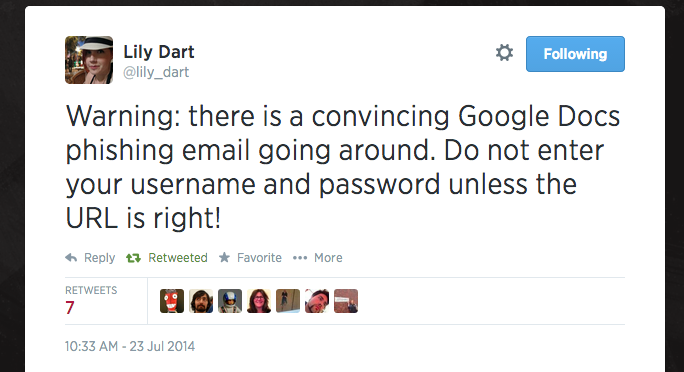 Lily Dart
@lily_dart
Following
Warning: there is a convincing Google Docs
phishing email going around. Do not enter
your username and password unless the
URL is right!
Reply Retweeted Favorite More
RETWEETS
7
10:33 AM - 23 Jul 2014